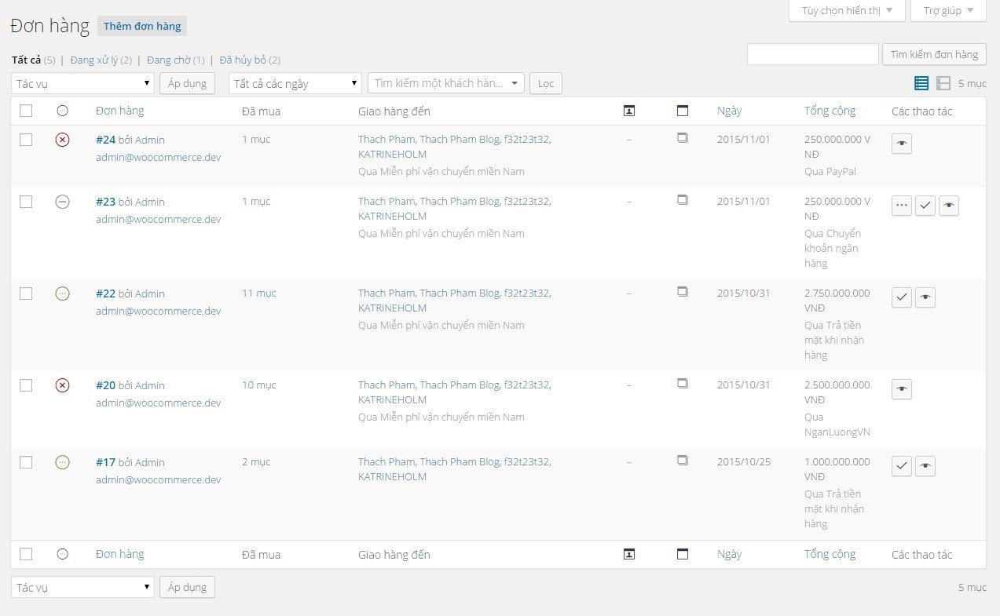 Tùy chọn hiển thị ▼ Trợ giúp ▼
Đơn hàng Thêm đơn hàng
Tất cả (5) | Đang xử lý (2) | Đang chờ (1) | Đã hủy bỏ (2)
Tìm kiếm đơn hàng
Tác vụ Áp dụng Tất cả các ngày Tìm kiếm một khách hàn... Lọc 5 mục
Đơn hàng Đã mua Giao hàng đến Ngày Tổng cộng Các thao tác
#24 bởi Admin 1 mục Thach Pham, Thach Pham Blog, f32t23t32, – 2015/11/01 250.000.000 V
KATRINEHOLM NĐ
admin@woocommerce.dev
Qua Miễn phí vận chuyển miền Nam Qua PayPal
#23 bởi Admin 1 mục Thach Pham, Thach Pham Blog, f32t23t32, – 2015/11/01 250.000.000 V
KATRINEHOLM NĐ
admin@woocommerce.dev
Qua Miễn phí vận chuyển miền Nam Qua Chuyển
khoản ngân
hàng
#22 bởi Admin 11 mục Thach Pham, Thach Pham Blog, f32t23t32, – 2015/10/31 2.750.000.000
KATRINEHOLM VNĐ
admin@woocommerce.dev
Qua Miễn phí vận chuyển miền Nam Qua Trả tiền
mặt khi nhận
hàng
#20 bởi Admin 10 mục Thach Pham, Thach Pham Blog, f32t23t32, – 2015/10/31 2.500.000.000
KATRINEHOLM VNĐ
admin@woocommerce.dev
Qua Miễn phí vận chuyển miền Nam Qua
NganLuongVN
#17 bởi Admin 2 mục Thach Pham, Thach Pham Blog, f32t23t32, – 2015/10/25 1.000.000.000
KATRINEHOLM VNĐ
admin@woocommerce.dev
Qua Trả tiền
mặt khi nhận
hàng
Đơn hàng Đã mua Giao hàng đến Ngày Tổng cộng Các thao tác
Tác vụ Áp dụng 5 mục